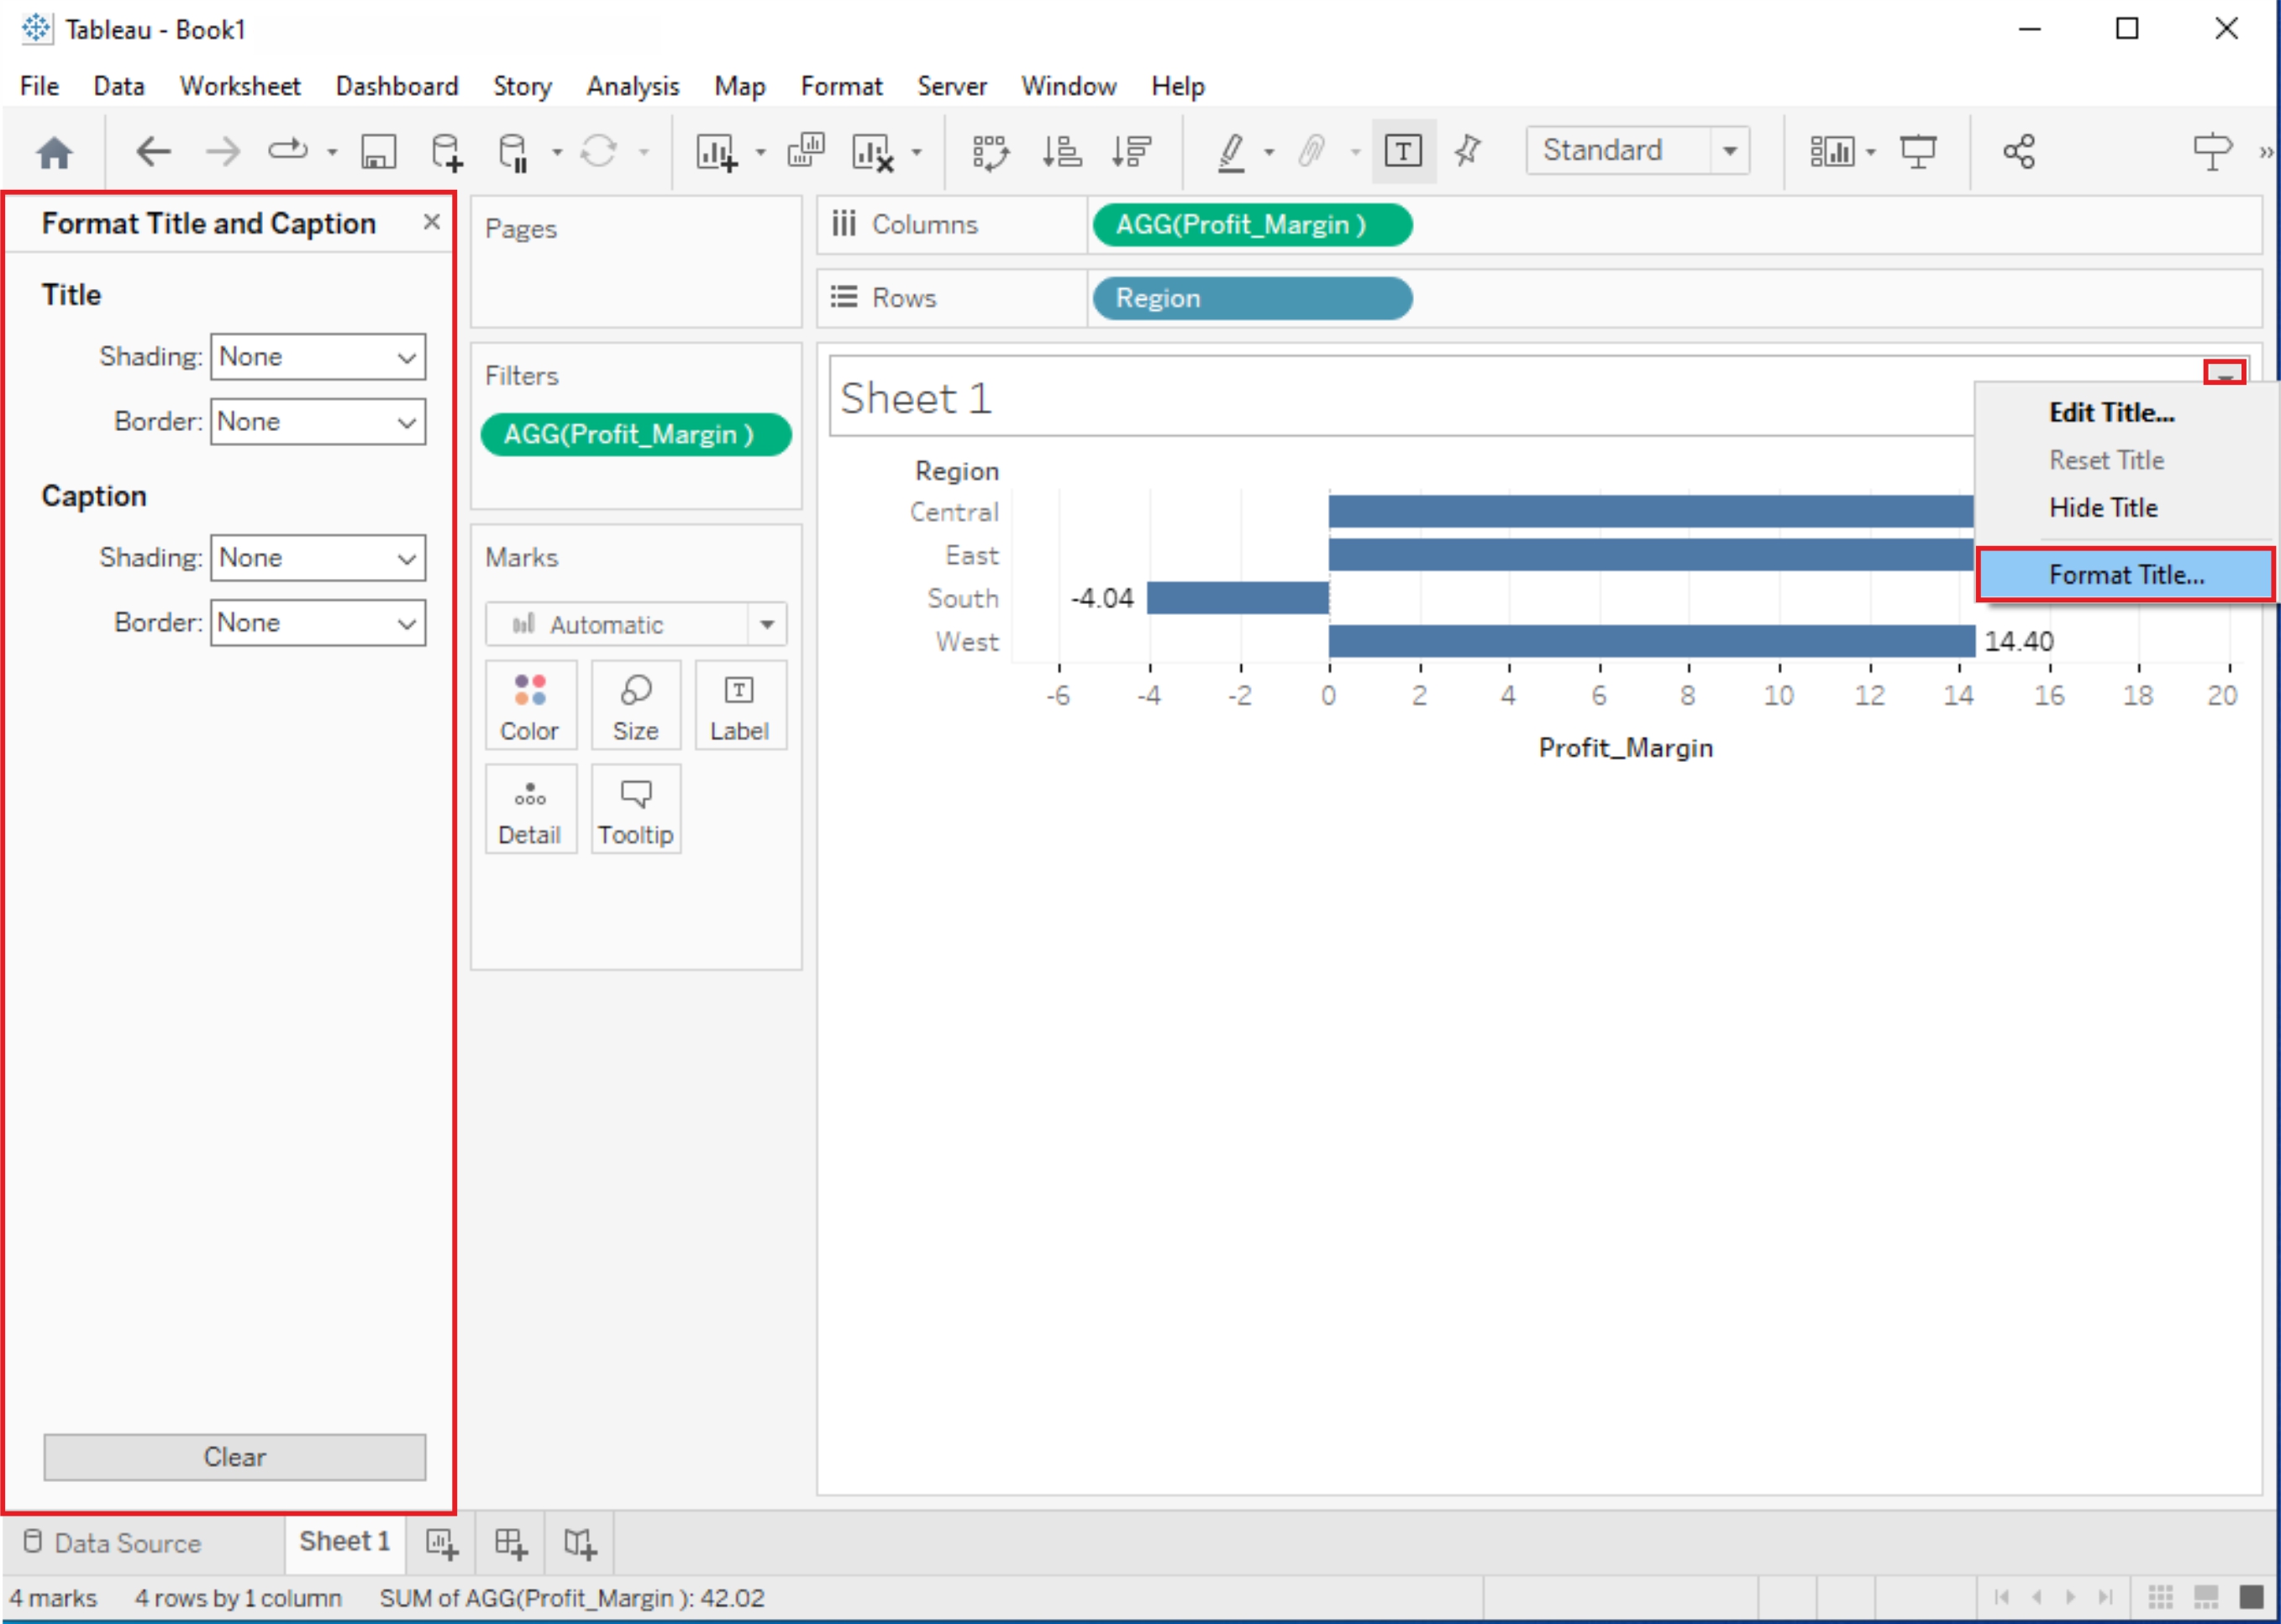 Tableau - Book1
File Data Worksheet Dashboard Story Analysis Map Format Server Window Help
Standard
Format Title and Caption
Title
Shading: None
Border: None
Caption
Shading: None
Border: None
Clear
Pages
Filters
AGG(Profit_Margin )
Marks
Automatic
Color Size Label
Detail Tooltip
Columns AGG(Profit_Margin )
Rows Region
Sheet 1
Edit Title...
Reset Title
Hide Title
Format Title...
Region
Central
East
South -4.04
West 14.40
-6 -4 -2 0 2 4 6 8 10 12 14 16 18 20
Profit_Margin
Data Source Sheet 1
4 marks 4 rows by 1 column SUM of AGG(Profit_Margin ): 42.02